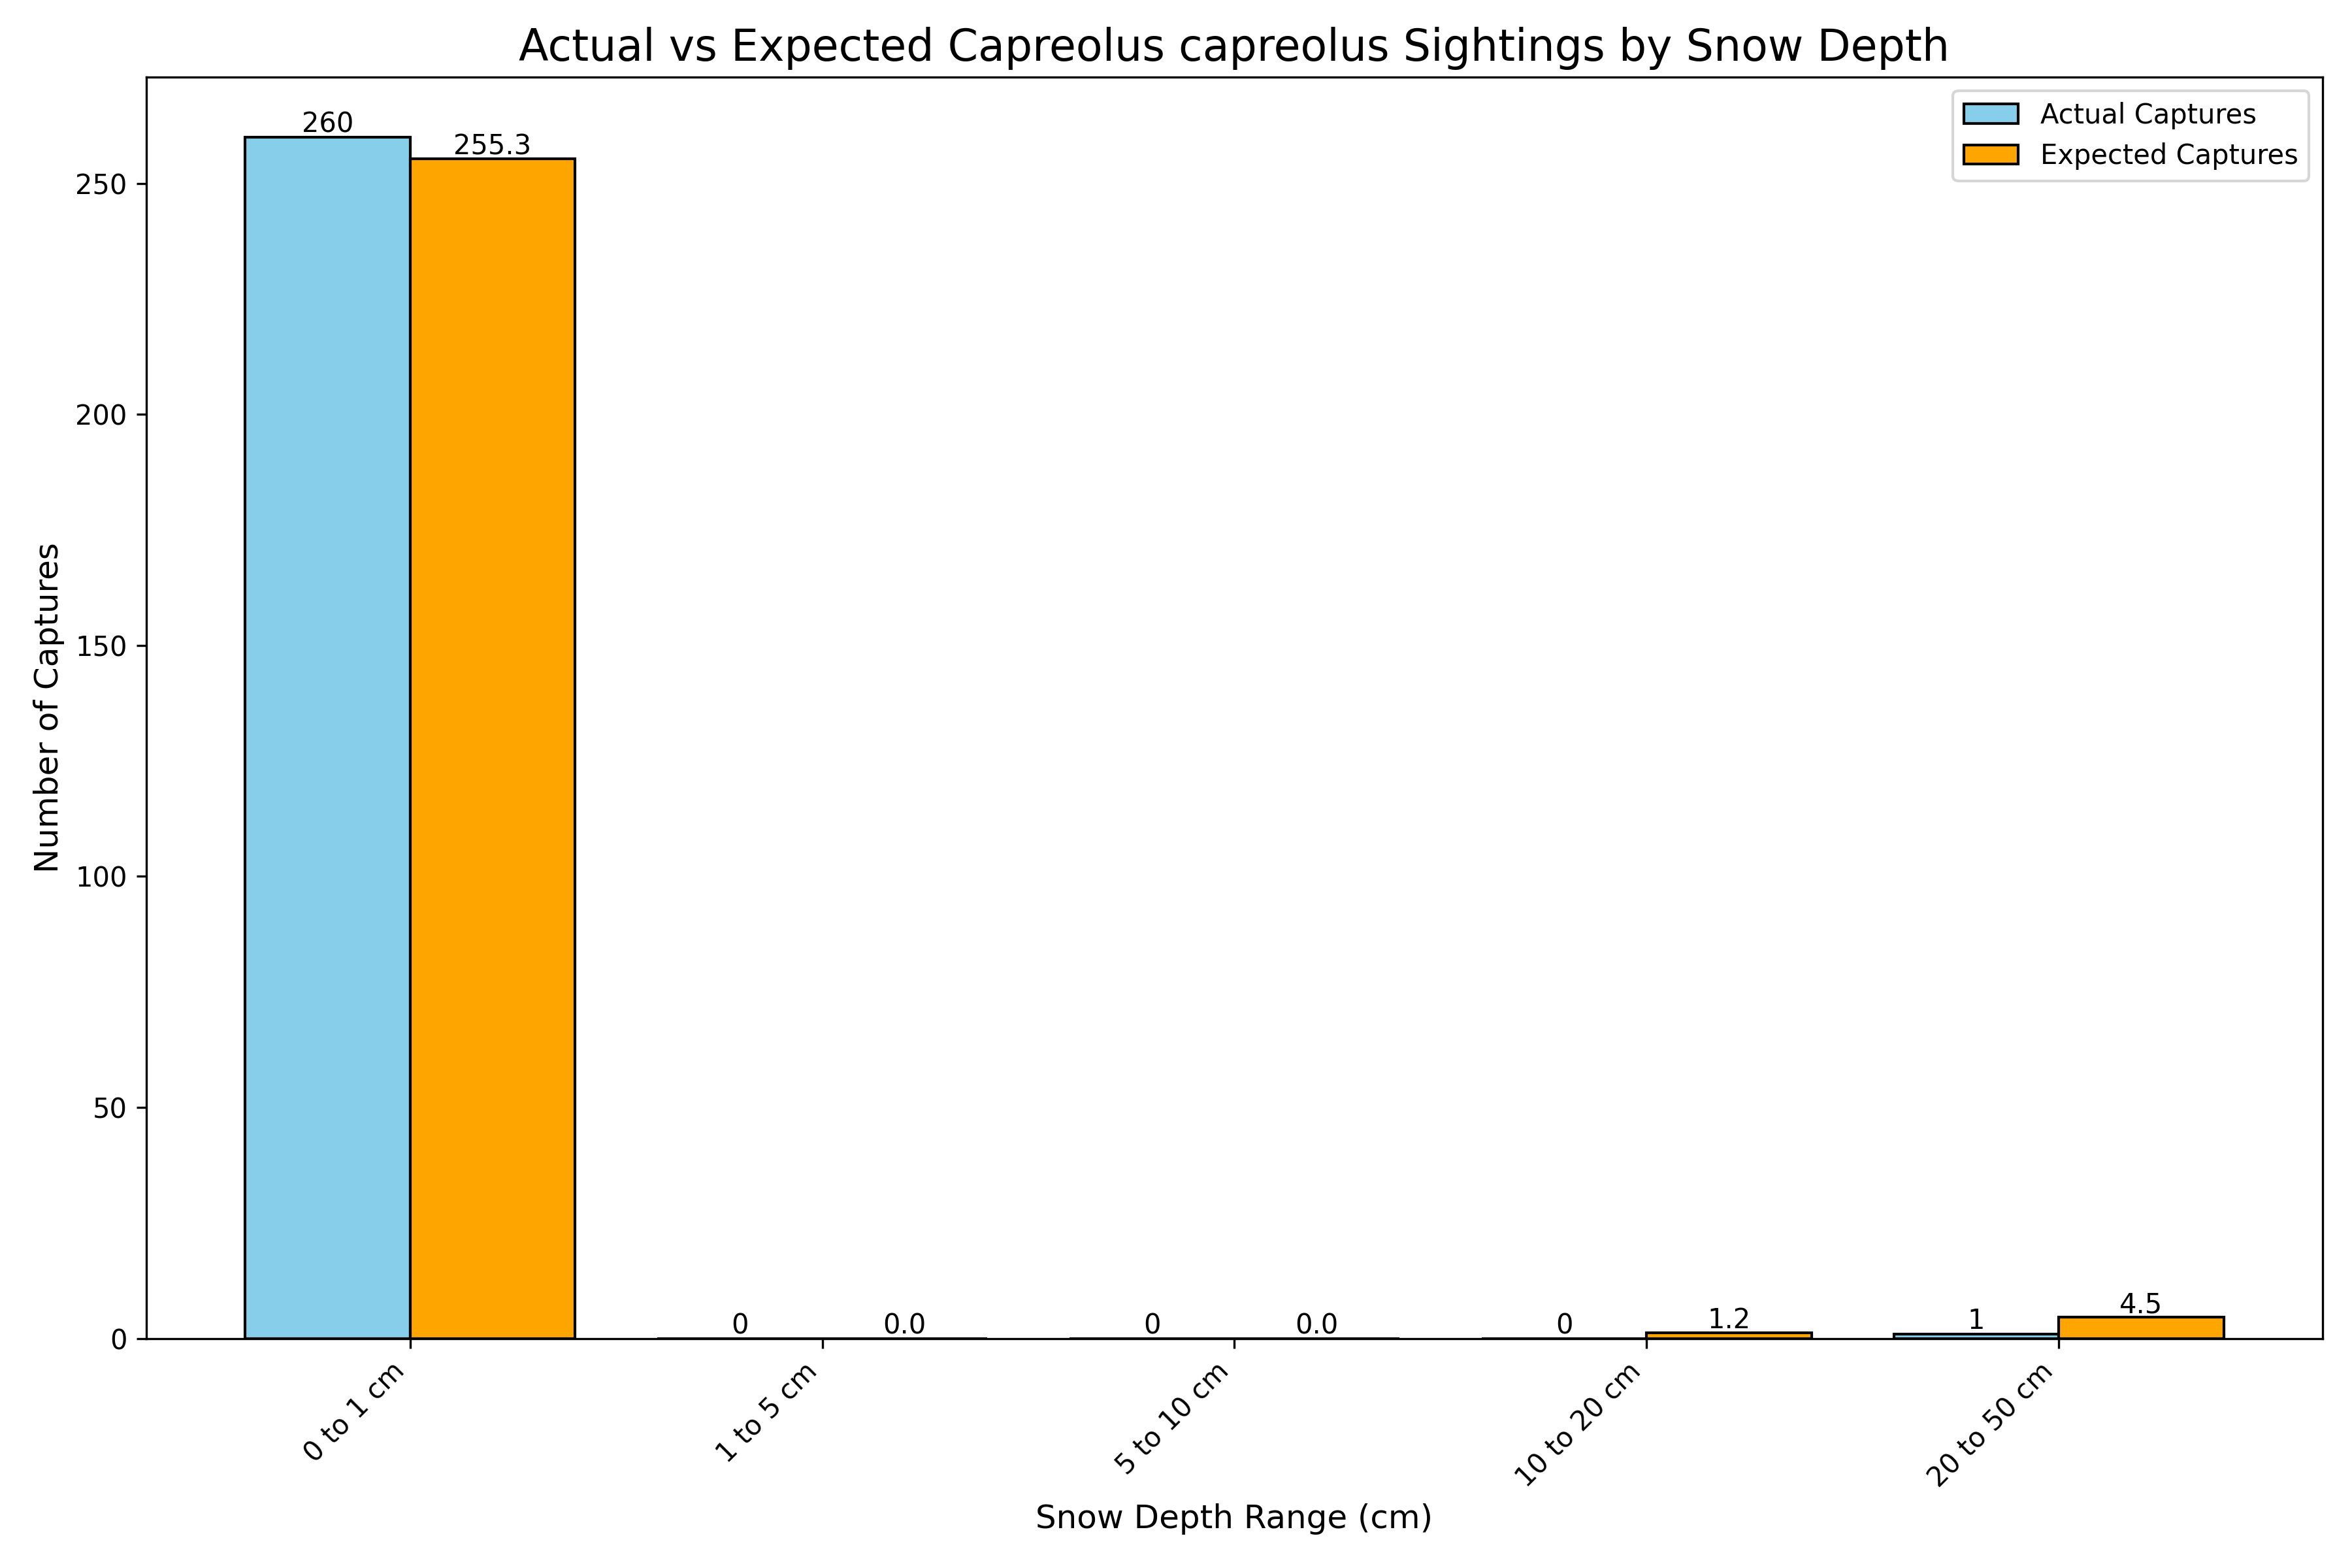 Actual vs Expected Capreolus capreolus Sightings by Snow Depth
Actual Captures
Expected Captures
Number of Captures
250
200
150
100
50
0
260
255.3
0
0.0
0
0.0
0
1.2
1
4.5
0 to 1 cm
1 to 5 cm
5 to 10 cm
10 to 20 cm
20 to 50 cm
Snow Depth Range (cm)